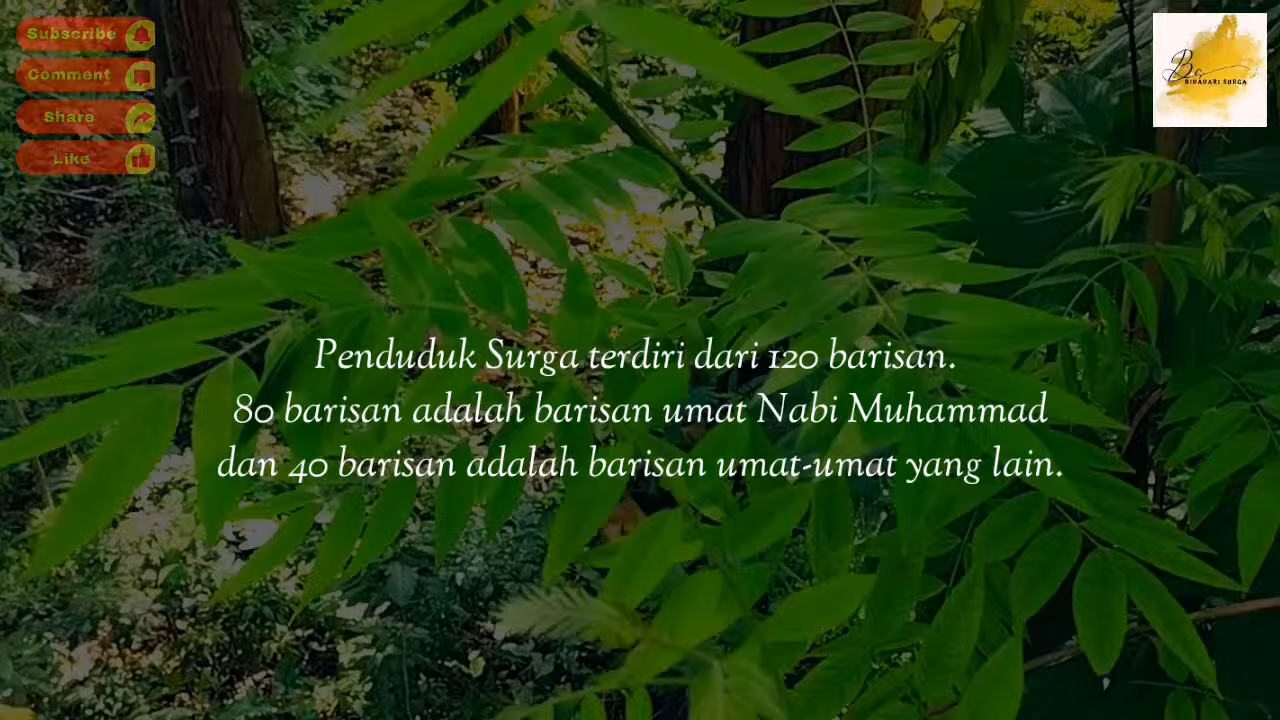 Subscribe
Comment
Share
Like
Bs
BIDADARI SURGA
Penduduk Surga terdiri dari 120 barisan.
80 barisan adalah barisan umat Nabi Muhammad
dan 40 barisan adalah barisan umat-umat yang lain.